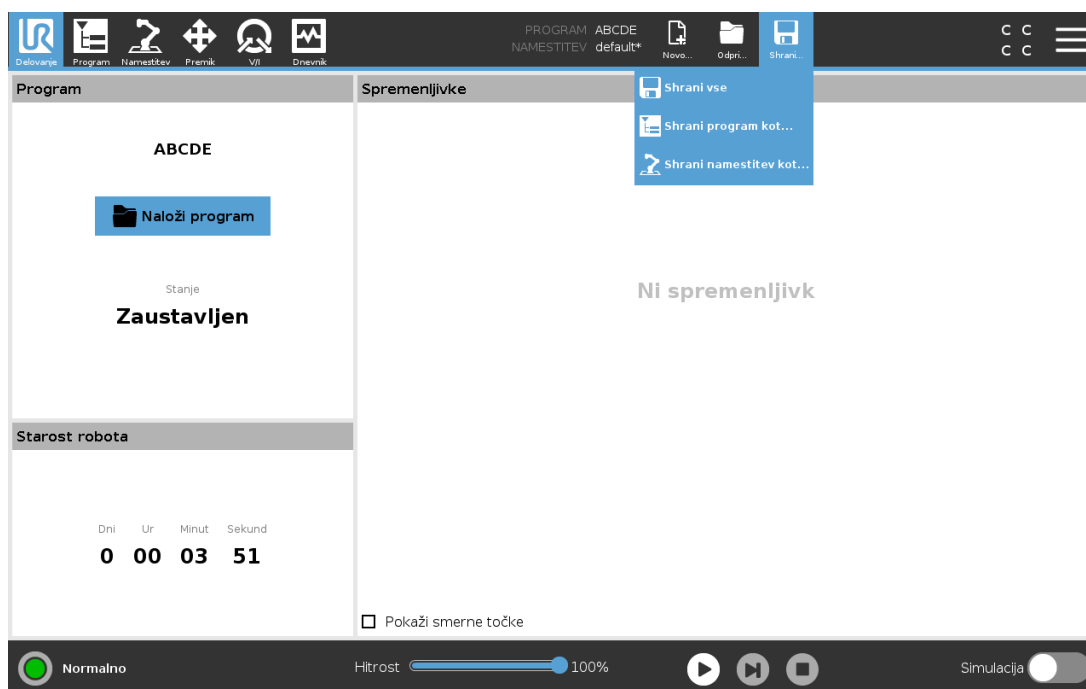 PROGRAM ABCDE
NAMESTITEV default*
C C
C C
Delovanje Program Namestitev Premik V/I Dnevnik Novo... Odpri... Shrani...
Program
Spremenljivke
Shrani vse
Shrani program kot...
Shrani namestitev kot...
ABCDE
Naloži program
Stanje
Zaustavljen
Ni spremenljivk
Starost robota
Dni Ur Minut Sekund
0 00 03 51
Pokaži smerne točke
Normalno
Hitrost 100%
Simulacija